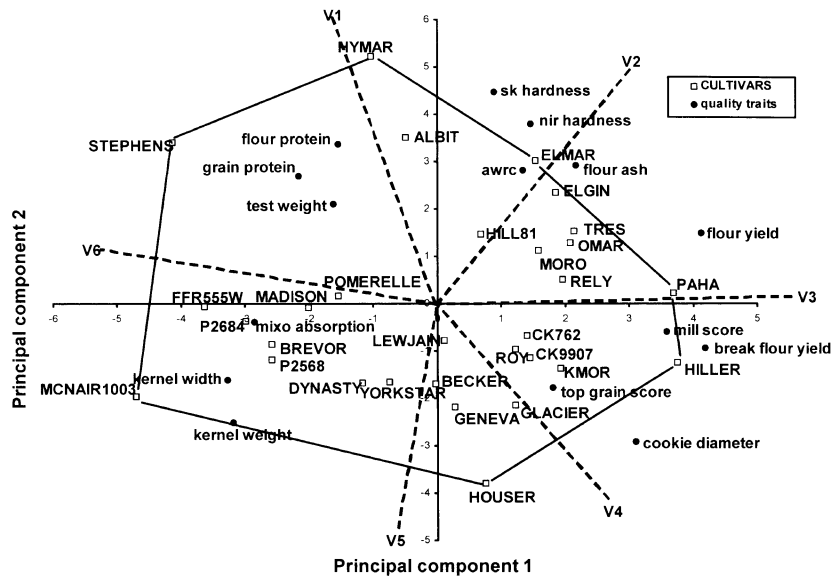 V1
6
HYMAR
V2
5
sk hardness
CULTIVARS
quality traits
4
nir hardness
STEPHENS
flour protein
ALBIT
3
ELMAR
grain protein
awrc
flour ash
test weight
2
ELGIN
HILL81
TRES
OMAR
flour yield
V6
1
MORO
POMERELLE
RELY
PAHA
FFR555W
MADISON
0
V3
-6
-5
-4
-3
-2
-1
0
1
2
3
4
5
P2684
mixo absorption
LEWJAIN
CK762
mill score
BREVOR
-1
ROY
CK9907
break flour yield
P2568
KMOR
HILLER
MCNAIR1003
kernel width
DYNASTY
YORKSTAR
BECKER
top grain score
-2
GENEVA
GLACIER
kernel weight
cookie diameter
-3
-4
HOUSER
V4
V5
-5
Principal component 2
Principal component 1